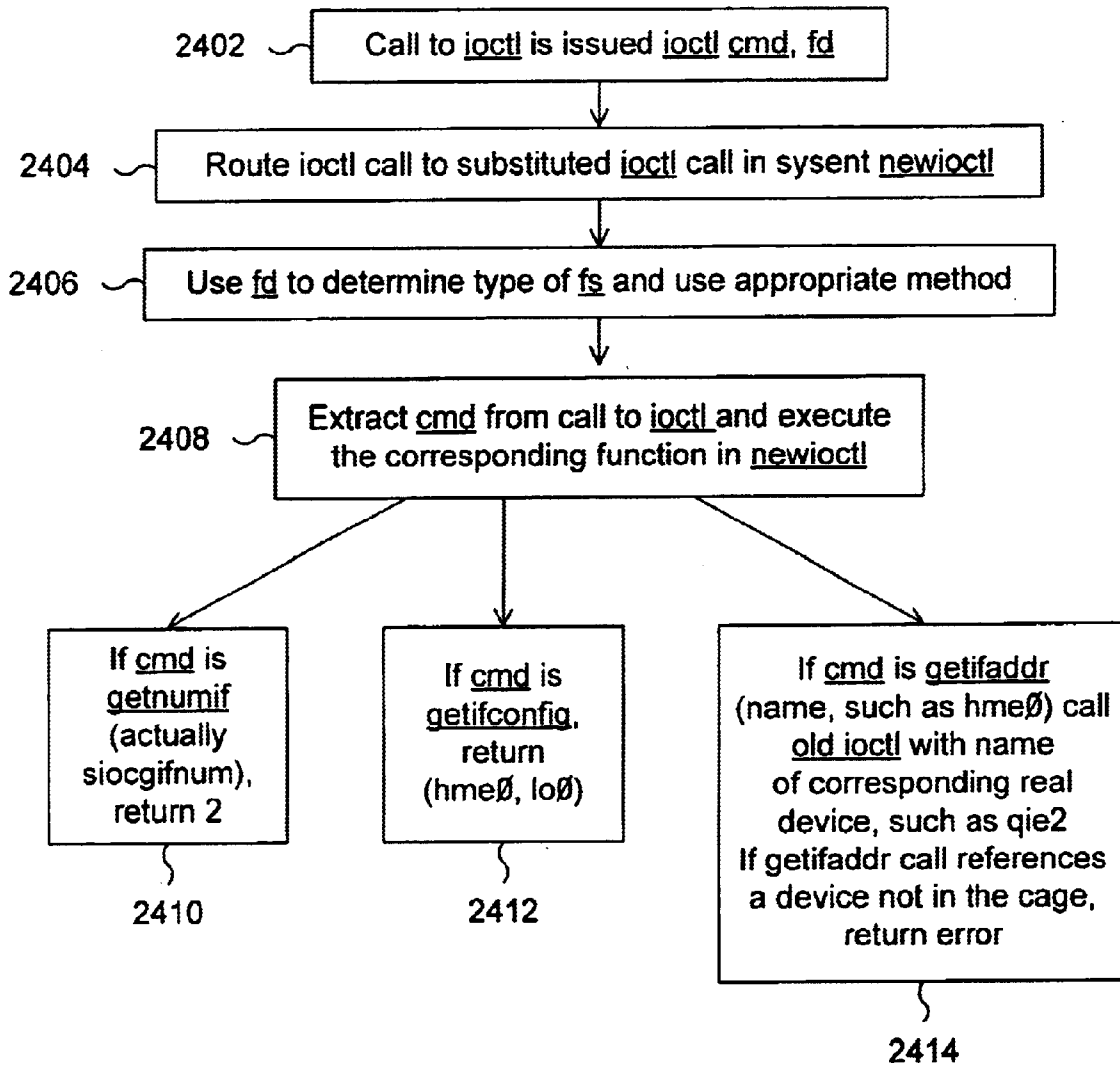 2402
Call to ioctl is issued ioctl cmd, fd
2404
Route ioctl call to substituted ioctl call in sysent newioctl
2406
Use fd to determine type of fs and use appropriate method
2408
Extract cmd from call to ioctl and execute
the corresponding function in newioctl
If cmd is
getnumif
(actually
siocgifnum),
return 2
2410
If cmd is
getifconfig,
return
(hme0, lo0)
2412
If cmd is getifaddr
(name, such as hme0) call
old ioctl with name
of corresponding real
device, such as qie2
If getifaddr call references
a device not in the cage,
return error
2414